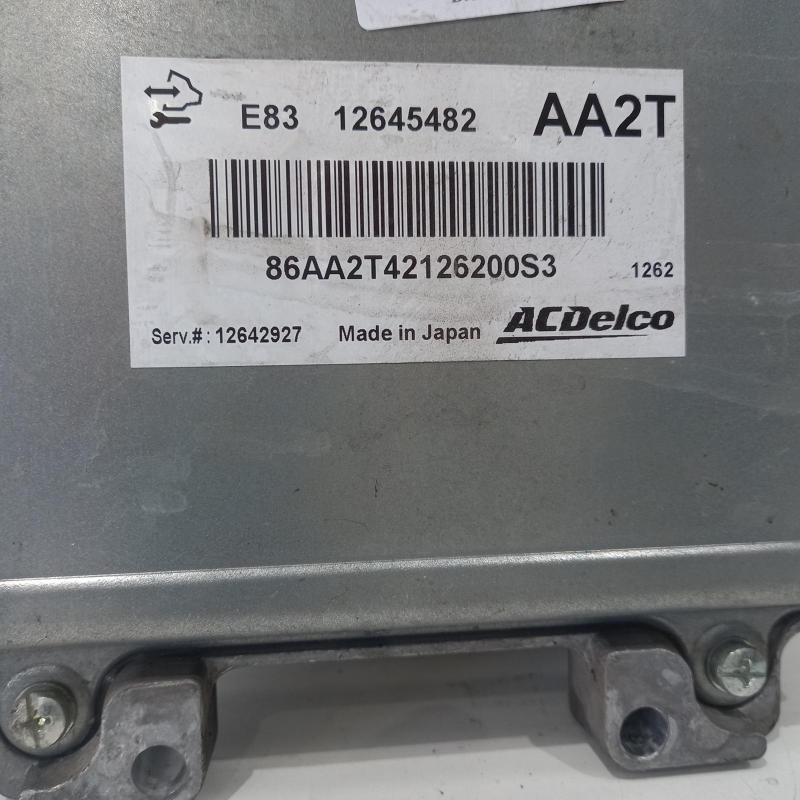 E83 12645482 AA2T
86AA2T42126200S3 1262
Serv.#: 12642927 Made in Japan ACDelco